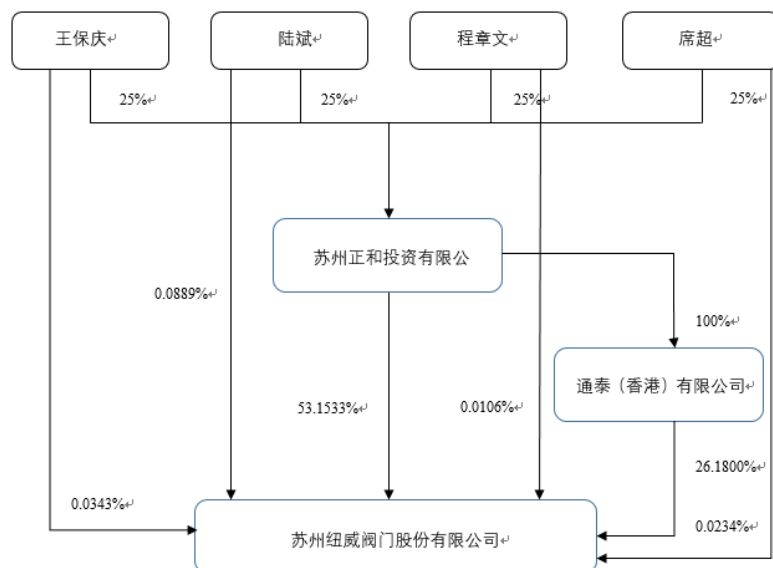 王保庆
陆斌
程章文
席超
25%
25%
25%
25%
苏州正和投资有限公
0.0889%
100%
通泰（香港）有限公司
53.1533%
0.0106%
26.1800%
0.0343%
0.0234%
苏州纽威阀门股份有限公司